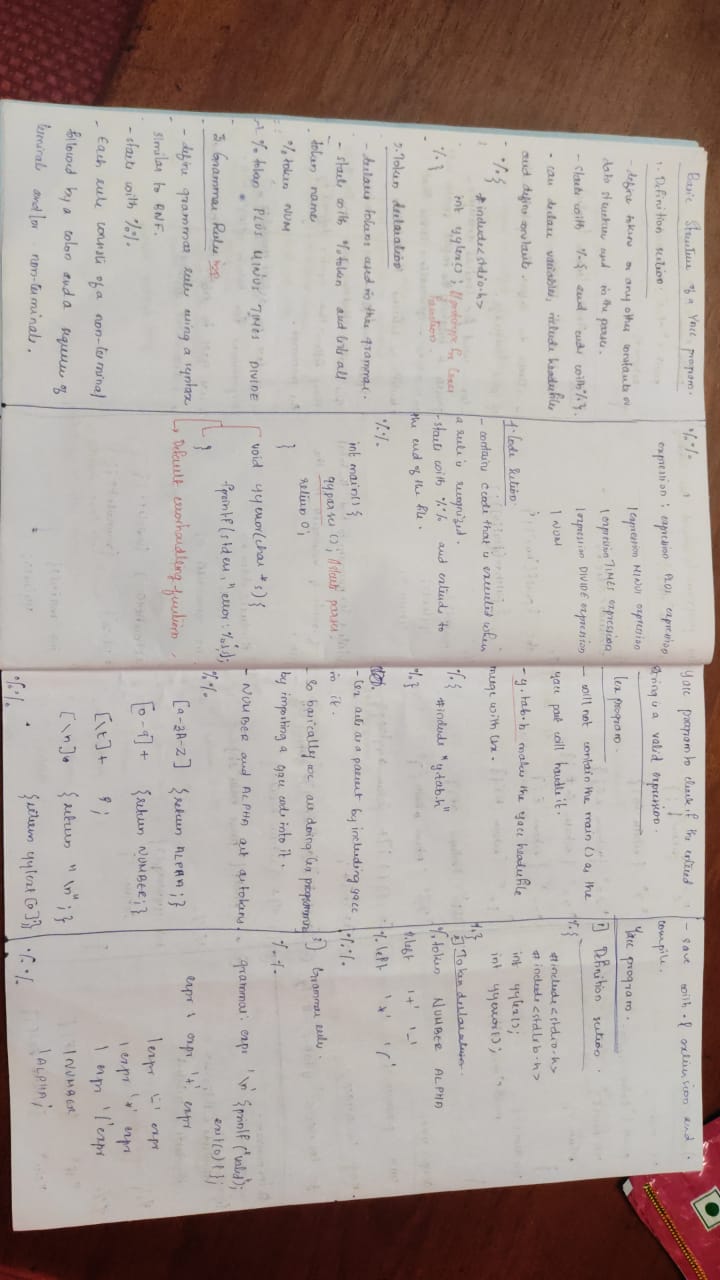 Basic Structure of a Yacc program.
1. Definition section.
- define tokens or any other constants or
data structure used in the parser.
- starts with %{ and ends with %}.
- can declare variables, include headerfiles
and define constants.
- %{
#include<stdio.h>
int yylex(); // prototype for lexer
function
- %}
2. Token declaration
- declares tokens used in the grammar.
- starts with %token and lists all
token name
% token NUM
% token PLUS MINUS TIMES DIVIDE
3. Grammar Rules
- define grammar rule using a syntax
similar to BNF.
- starts with %%.
- Each rule consists of a non-terminal
followed by a colon and a sequence of
terminals and/or non-terminals.
%%
expression : expression PLUS expression
| expression MINUS expression
| expression TIMES expression
| expression DIVIDE expression
| NUM
;
4. Code Section
- contains C code that is executed when
a rule is recognized.
- starts with %% and extends to
the end of the file.
%%
int main() {
yyparse(); // start parser
return 0;
}
void yyerror(char *s) {
fprintf(stderr, "error: %s");
}
→ Default errorhandling function.
Yacc program to check if the entered
string is a valid expression.
Lex program.
- will not contain the main() as the
yacc part will handle it.
- y.tab.h makes the yacc headerfile
merge with Lex.
%{
#include "y.tab.h"
%}
- Lex acts as a parent by including yacc
in it.
- So basically we are doing Lex programming
by importing a yacc code into it.
- NUMBER and ALPHA act as tokens.
%%
[a-zA-Z] {return ALPHA;}
[0-9]+ {return NUMBER;}
[\t]+ ;
[\n] {return "\n";}
. {return yytext[0];}
%%
- save with .l extension and
compile.
Yacc program.
1) Definition section.
%{
#include<stdio.h>
#include<stdlib.h>
int yylex();
int yyerror();
%}
2) Token declaration.
% token NUMBER ALPHA
%left '+' '-'
%left '*' '/'
%%
3) Grammar rules.
%%
grammar: expr '\n' {printf("valid");
exit(0);};
expr : expr '+' expr
| expr '-' expr
| expr '*' expr
| expr '/' expr
| NUMBER
| ALPHA;
%%